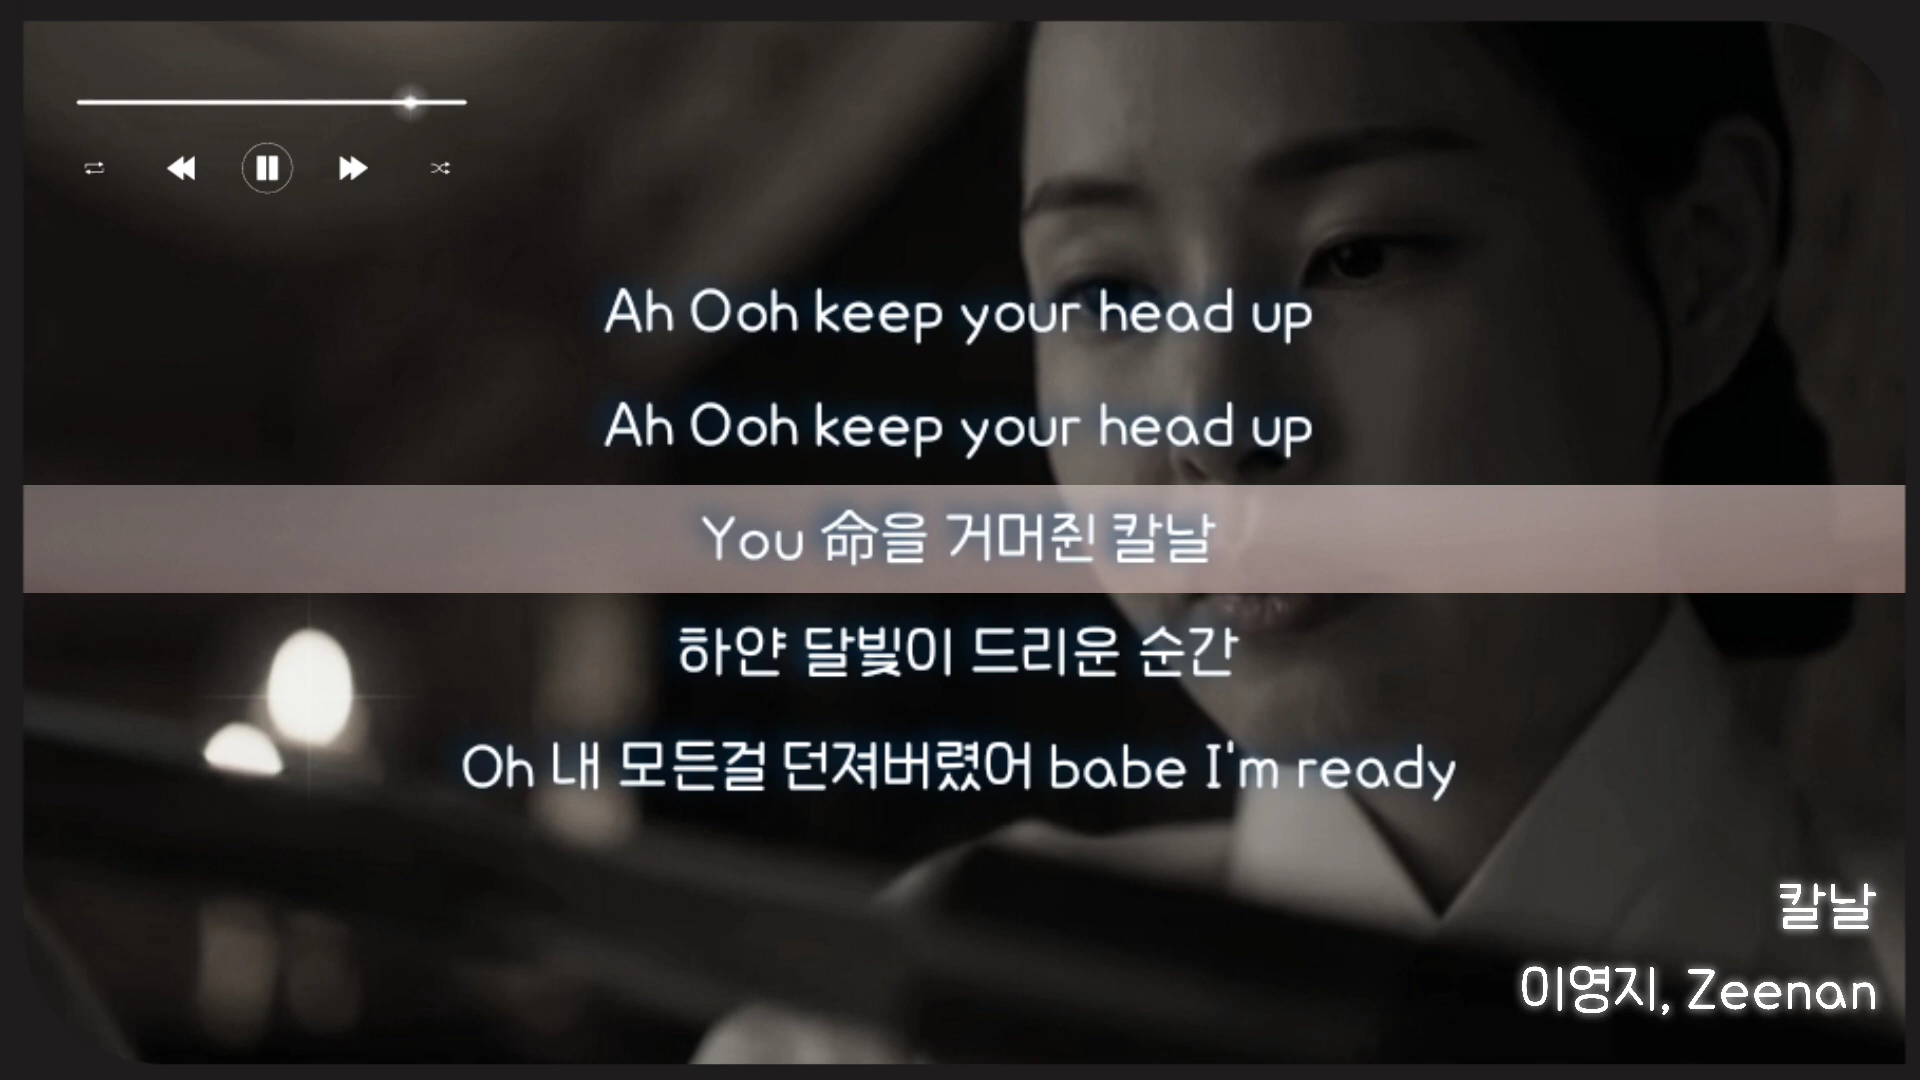 Ah Ooh keep your head up
Ah Ooh keep your head up
You 命을 거머쥔 칼날
하얀 달빛이 드리운 순간
Oh 내 모든걸 던져버렸어 babe I'm ready
칼날
이영지, Zeenan